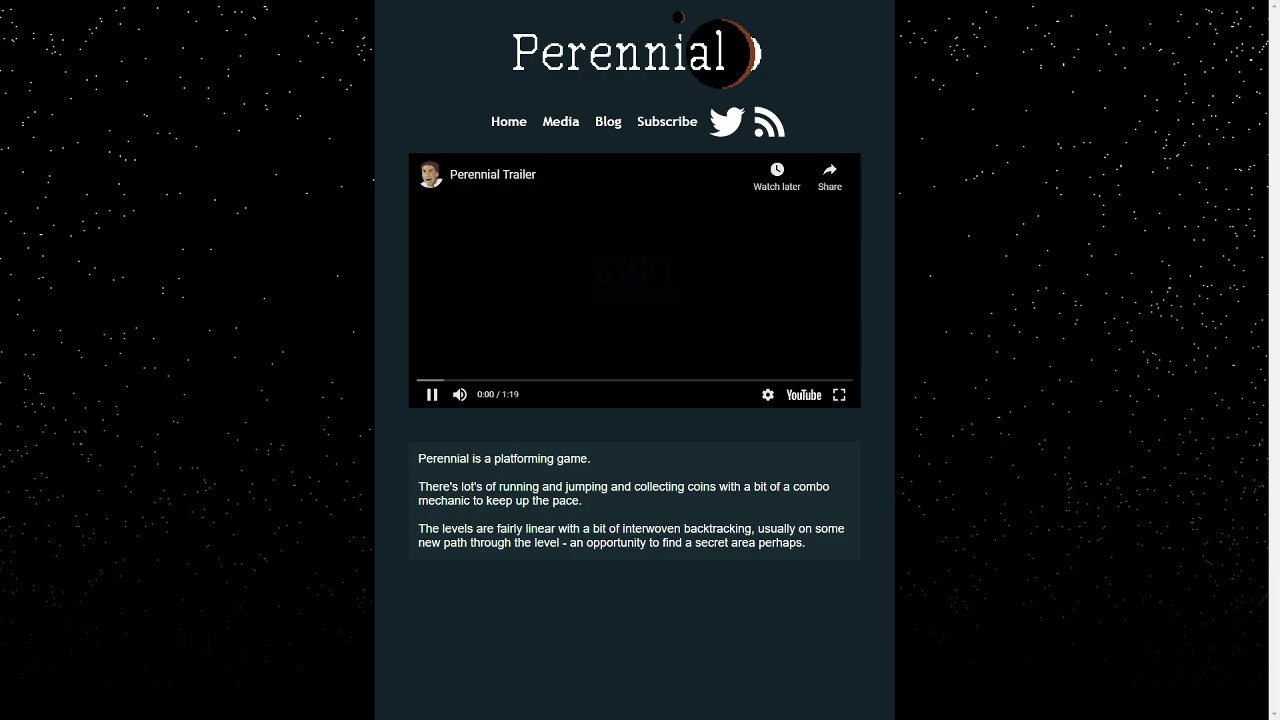 Perennial
Home Media Blog Subscribe
Perennial Trailer
Watch later Share
STEP
0:00 / 1:19
YouTube
Perennial is a platforming game.
There's lot's of running and jumping and collecting coins with a bit of a combo
mechanic to keep up the pace.
The levels are fairly linear with a bit of interwoven backtracking, usually on some
new path through the level - an opportunity to find a secret area perhaps.